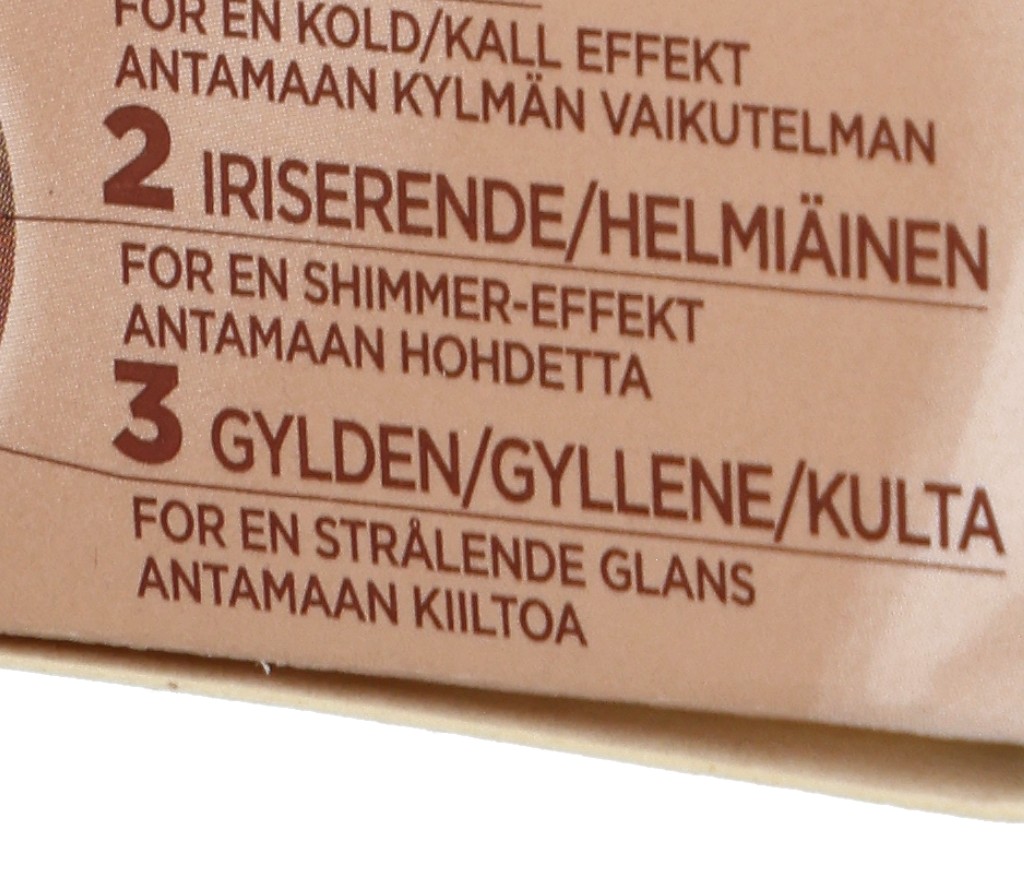 FOR EN KOLD/KALL EFFEKT
ANTAMAAN KYLMÄN VAIKUTELMAN
2 IRISERENDE/HELMIÄINEN
FOR EN SHIMMER-EFFEKT
ANTAMAAN HOHDETTA
3 GYLDEN/GYLLENE/KULTA
FOR EN STRÅLENDE GLANS
ANTAMAAN KIILTOA